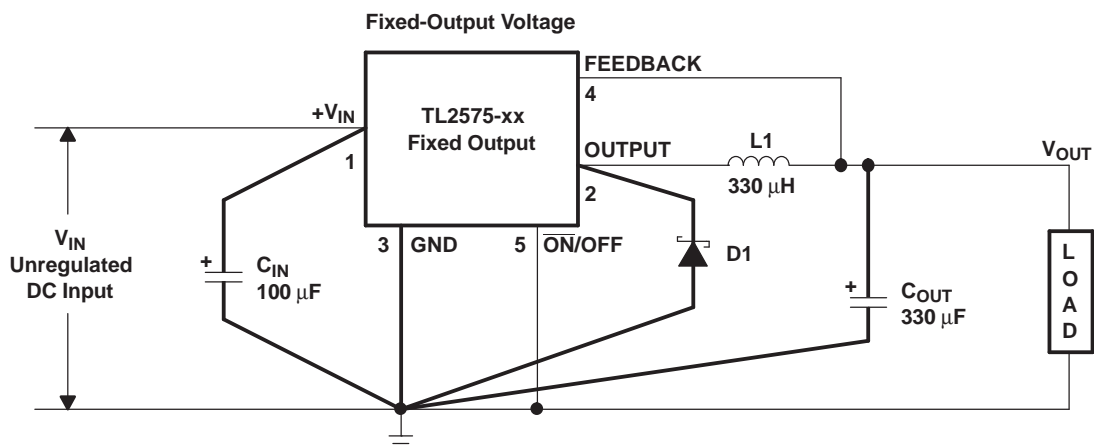 Fixed-Output Voltage
FEEDBACK
4
+VIN
TL2575-xx
Fixed Output
1
OUTPUT
2
L1
330 μH
VOUT
VIN
Unregulated
DC Input
3
GND
5
ON/OFF
D1
+
CIN
100 μF
+
COUT
330 μF
LOAD